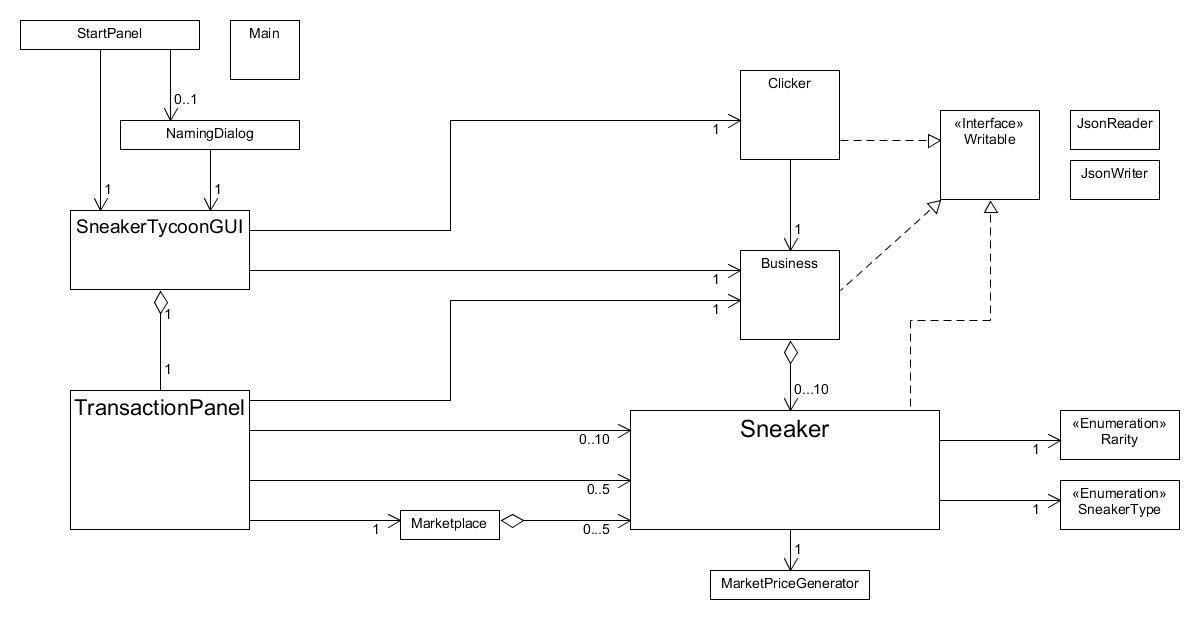 StartPanel
Main
0..1
NamingDialog
1
1
SneakerTycoonGUI
1
1
TransactionPanel
Clicker
1
1
Business
1
1
0...10
«Interface»
Writable
JsonReader
JsonWriter
Sneaker
0..10
0..5
1
Marketplace
0...5
1
MarketPriceGenerator
«Enumeration»
Rarity
1
«Enumeration»
SneakerType
1